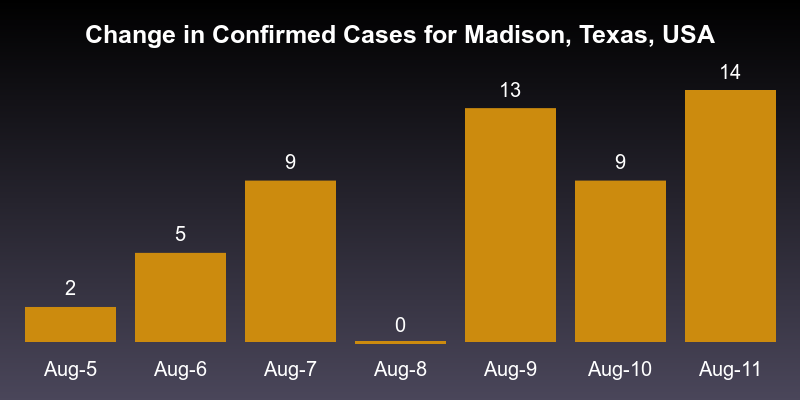 Change in Confirmed Cases for Madison, Texas, USA
2
5
9
0
13
9
14
Aug-5
Aug-6
Aug-7
Aug-8
Aug-9
Aug-10
Aug-11